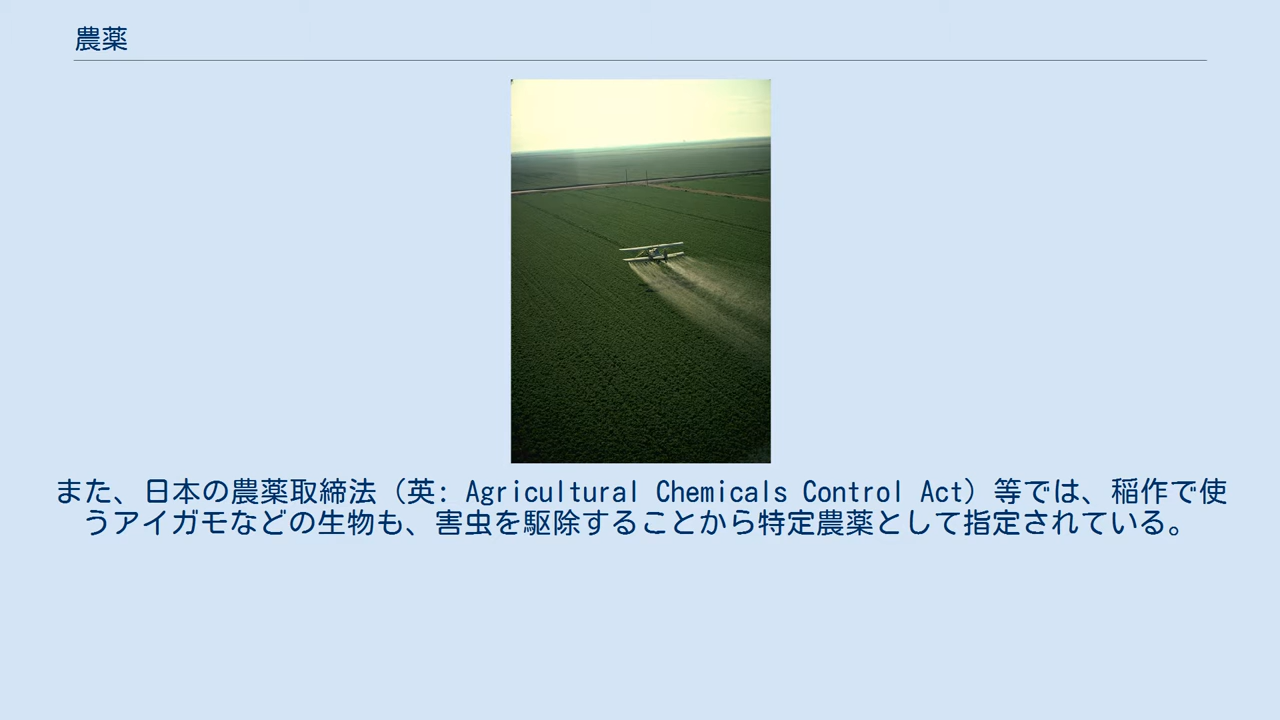 農薬
また、日本の農薬取締法（英: Agricultural Chemicals Control Act）等では、稲作で使
うアイガモなどの生物も、害虫を駆除することから特定農薬として指定されている。